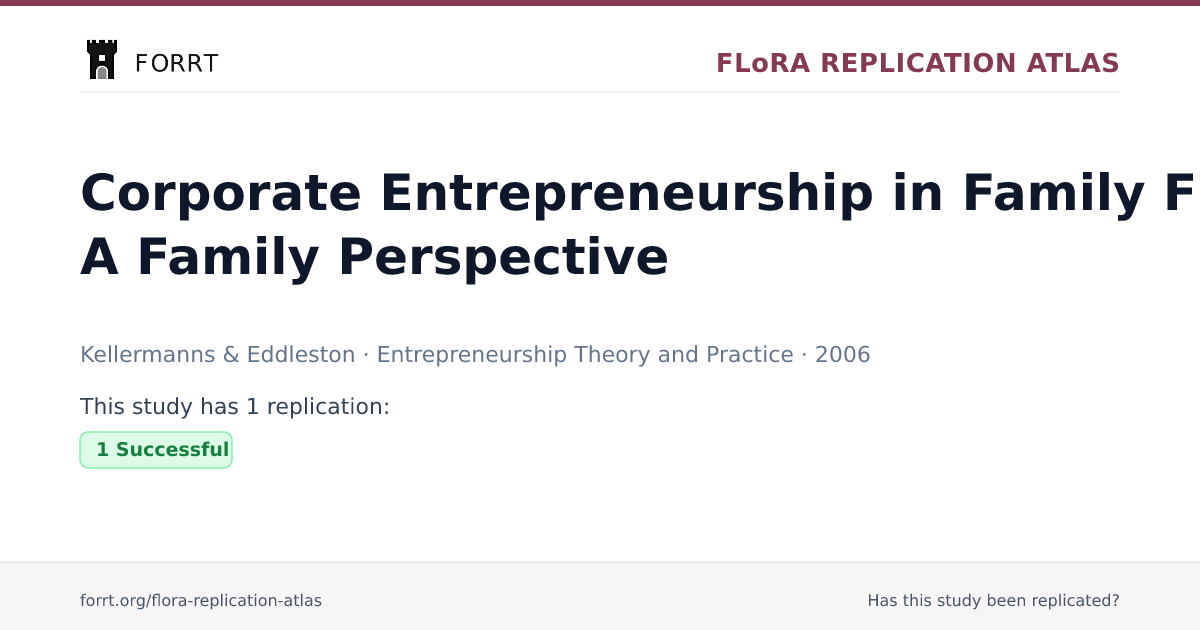 FORRT
FLoRA REPLICATION ATLAS
Corporate Entrepreneurship in Family F
A Family Perspective
Kellermanns & Eddleston · Entrepreneurship Theory and Practice · 2006
This study has 1 replication:
1 Successful
forrt.org/flora-replication-atlas
Has this study been replicated?